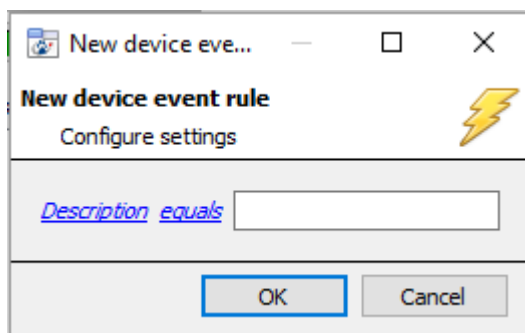 New device eve...
New device event rule
Configure settings
Description equals
OK Cancel